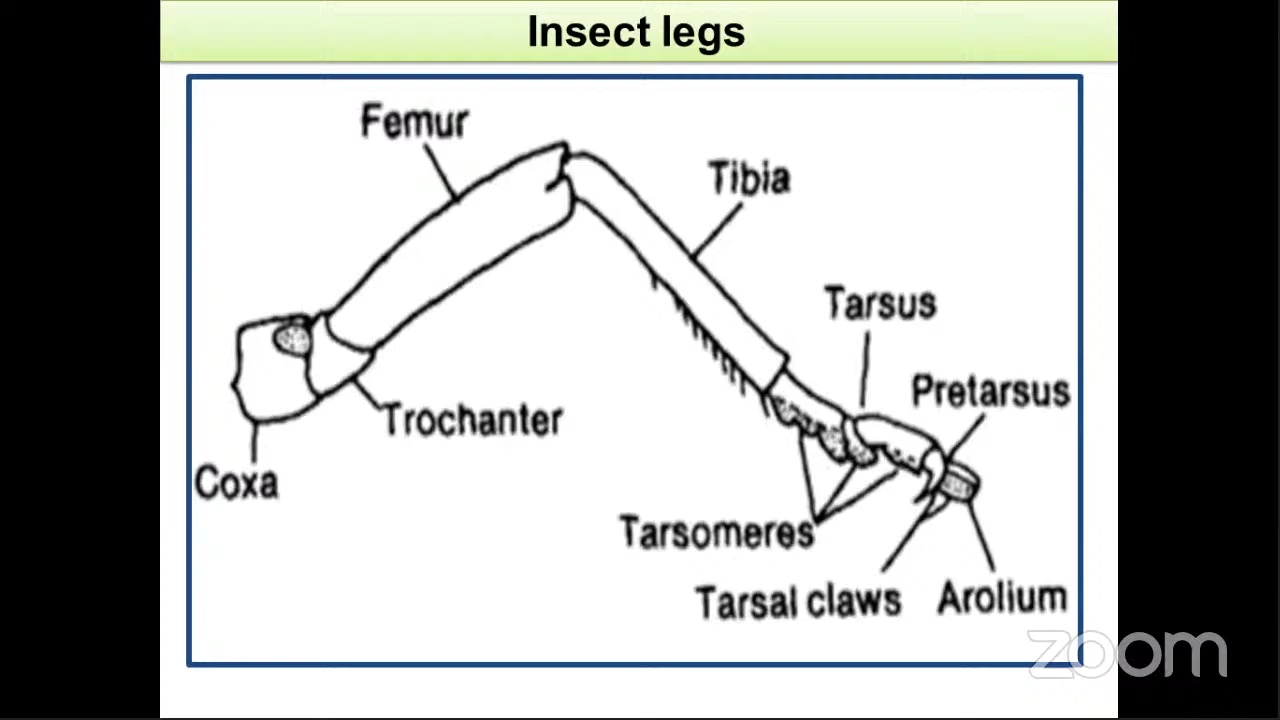 Insect legs
Femur
Tibia
Tarsus
Pretarsus
Trochanter
Coxa
Tarsomeres
Tarsal claws
Arolium
zoom